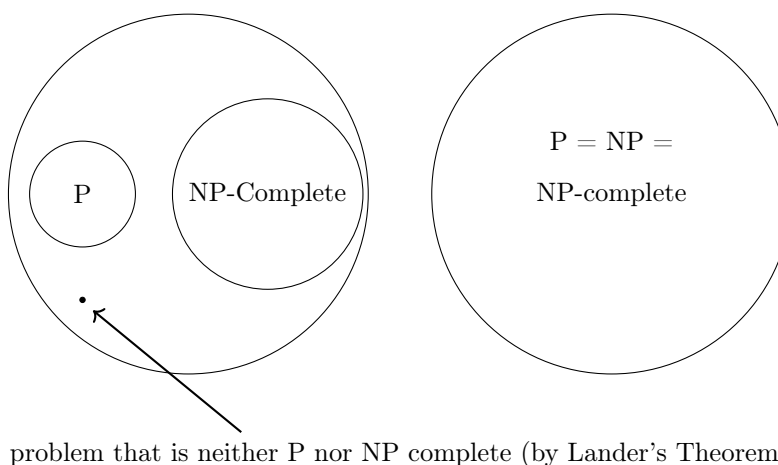 P
NP-Complete
P = NP =
NP-complete
problem that is neither P nor NP complete (by Lander's Theorem